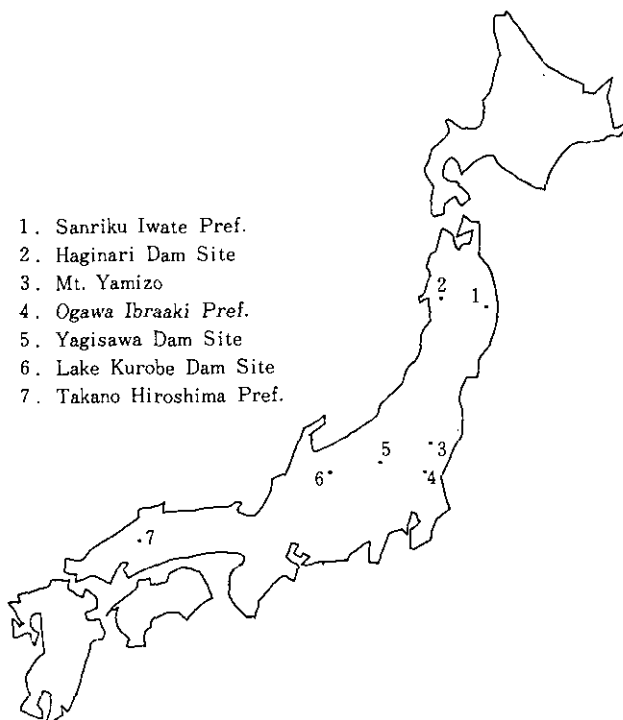 1. Sanriku Iwate Pref.
2. Haginari Dam Site
3. Mt. Yamizo
4. Ogawa Ibraaki Pref.
5. Yagisawa Dam Site
6. Lake Kurobe Dam Site
7. Takano Hiroshima Pref.
2
1
3
5
6
4
7